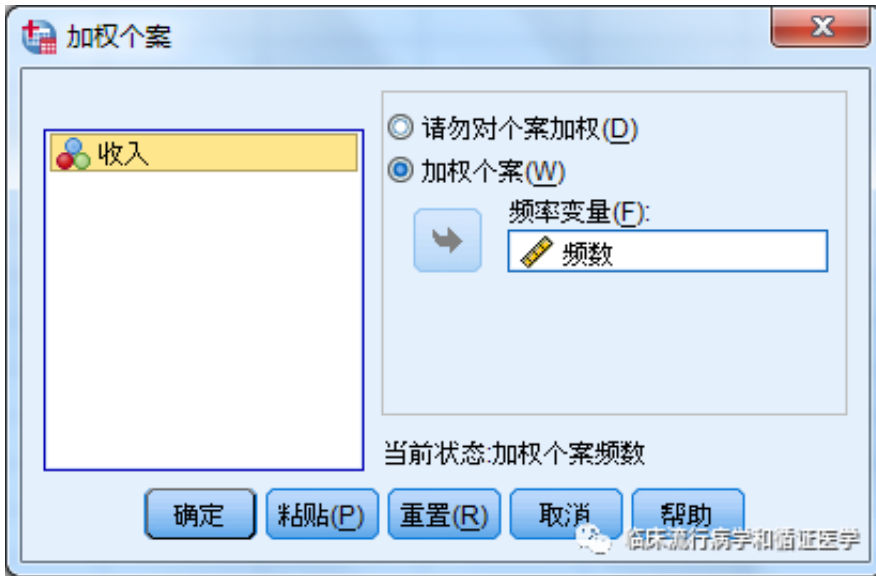 加权个案
收入
请勿对个案加权(D)
加权个案(W)
频率变量(F):
频数
当前状态:加权个案频数
确定 粘贴(P) 重置(R) 取消 帮助
临床流行病学和循证医学